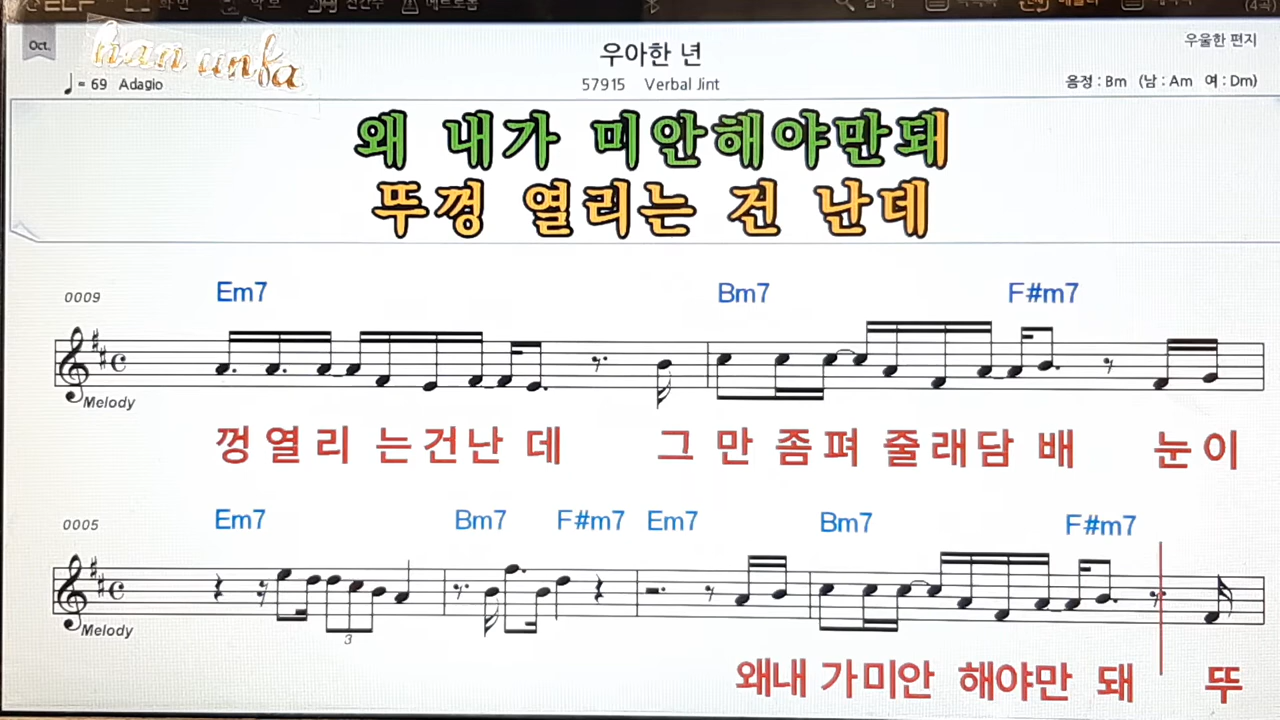 Oct.
han unfa
우아한 년
우울한 편지
♩= 69 Adagio
57915 Verbal Jint
음정 : Bm (남 : Am 여 : Dm)
왜 내가 미안해야만돼
뚜껑 열리는 건 난데
0009
Em7 Bm7 F#m7
Melody
껑 열 리 는 건 난 데 그 만 좀 펴 줄 래 담 배 눈 이
0005
Em7 Bm7 F#m7 Em7 Bm7 F#m7
3
Melody
왜내 가미안 해야만 돼 뚜